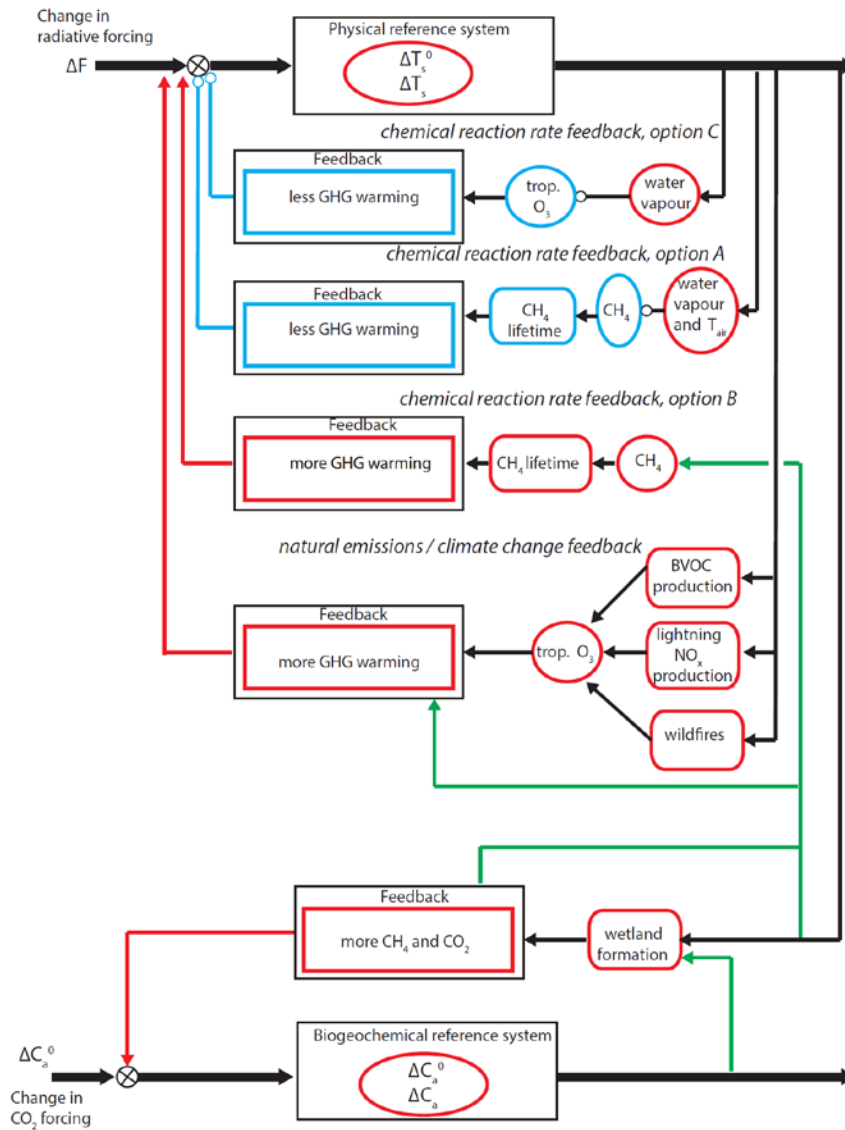 Change in
radiative forcing
ΔF
Physical reference system
ΔTₛ⁰
ΔTₛ
chemical reaction rate feedback, option C
Feedback
less GHG warming
trop.
O₃
water
vapour
chemical reaction rate feedback, option A
Feedback
less GHG warming
CH₄
lifetime
CH₄
water
vapour
and T_air
chemical reaction rate feedback, option B
Feedback
more GHG warming
CH₄ lifetime
CH₄
natural emissions / climate change feedback
Feedback
more GHG warming
trop. O₃
BVOC
production
lightning
NOₓ
production
wildfires
Feedback
more CH₄ and CO₂
wetland
formation
ΔCₐ⁰
Change in
CO₂ forcing
Biogeochemical reference system
ΔCₐ⁰
ΔCₐ